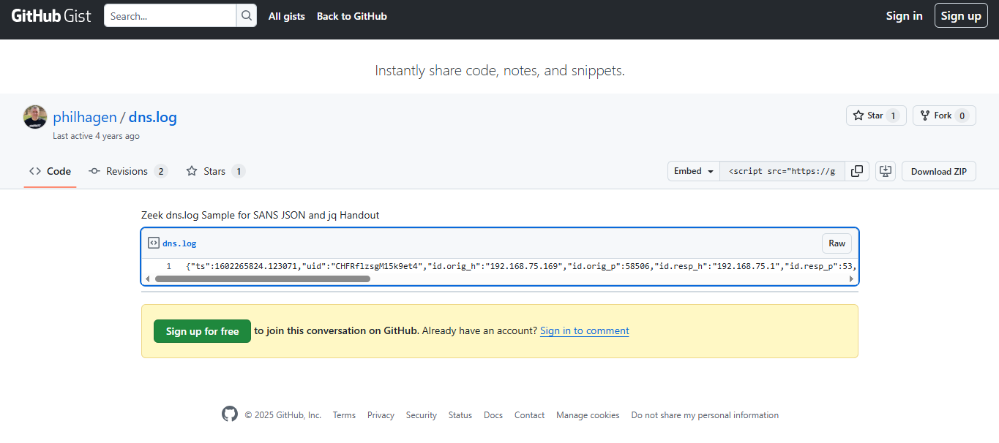 GitHub Gist Search... All gists Back to GitHub Sign in Sign up
Instantly share code, notes, and snippets.
philhagen / dns.log
Star 1 Fork 0
Last active 4 years ago
Code Revisions 2 Stars 1 Embed <script src="https://g Download ZIP
Zeek dns.log Sample for SANS JSON and jq Handout
dns.log Raw
1 {"ts":1602265824.123071,"uid":"CHFRflzsgM15k9et4","id.orig_h":"192.168.75.169","id.orig_p":58506,"id.resp_h":"192.168.75.1","id.resp_p":53,
Sign up for free to join this conversation on GitHub. Already have an account? Sign in to comment
© 2025 GitHub, Inc. Terms Privacy Security Status Docs Contact Manage cookies Do not share my personal information